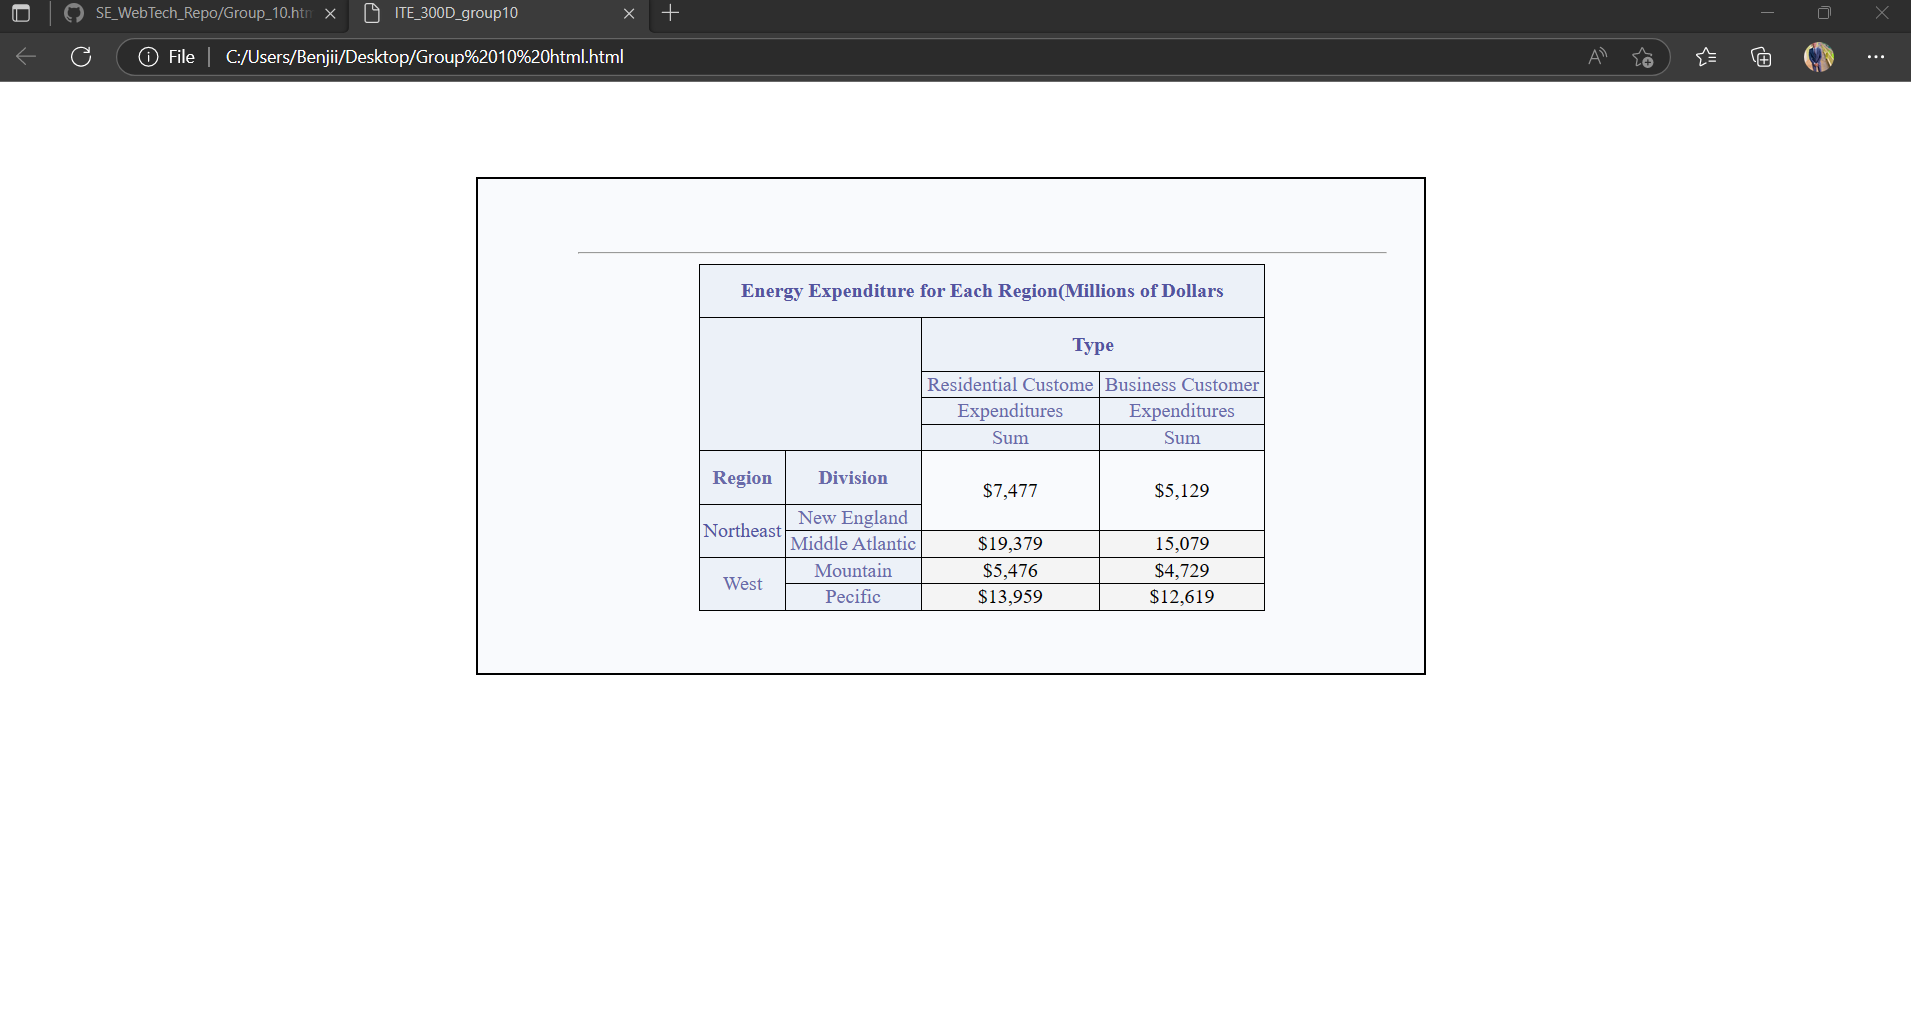 SE_WebTech_Repo/Group_10.htm
ITE_300D_group10
File
C:/Users/Benjii/Desktop/Group%2010%20html.html
Energy Expenditure for Each Region(Millions of Dollars
Type
Residential Custome Business Customer
Expenditures Expenditures
Sum Sum
Region Division $7,477 $5,129
Northeast New England
Middle Atlantic $19,379 15,079
West Mountain $5,476 $4,729
Pecific $13,959 $12,619